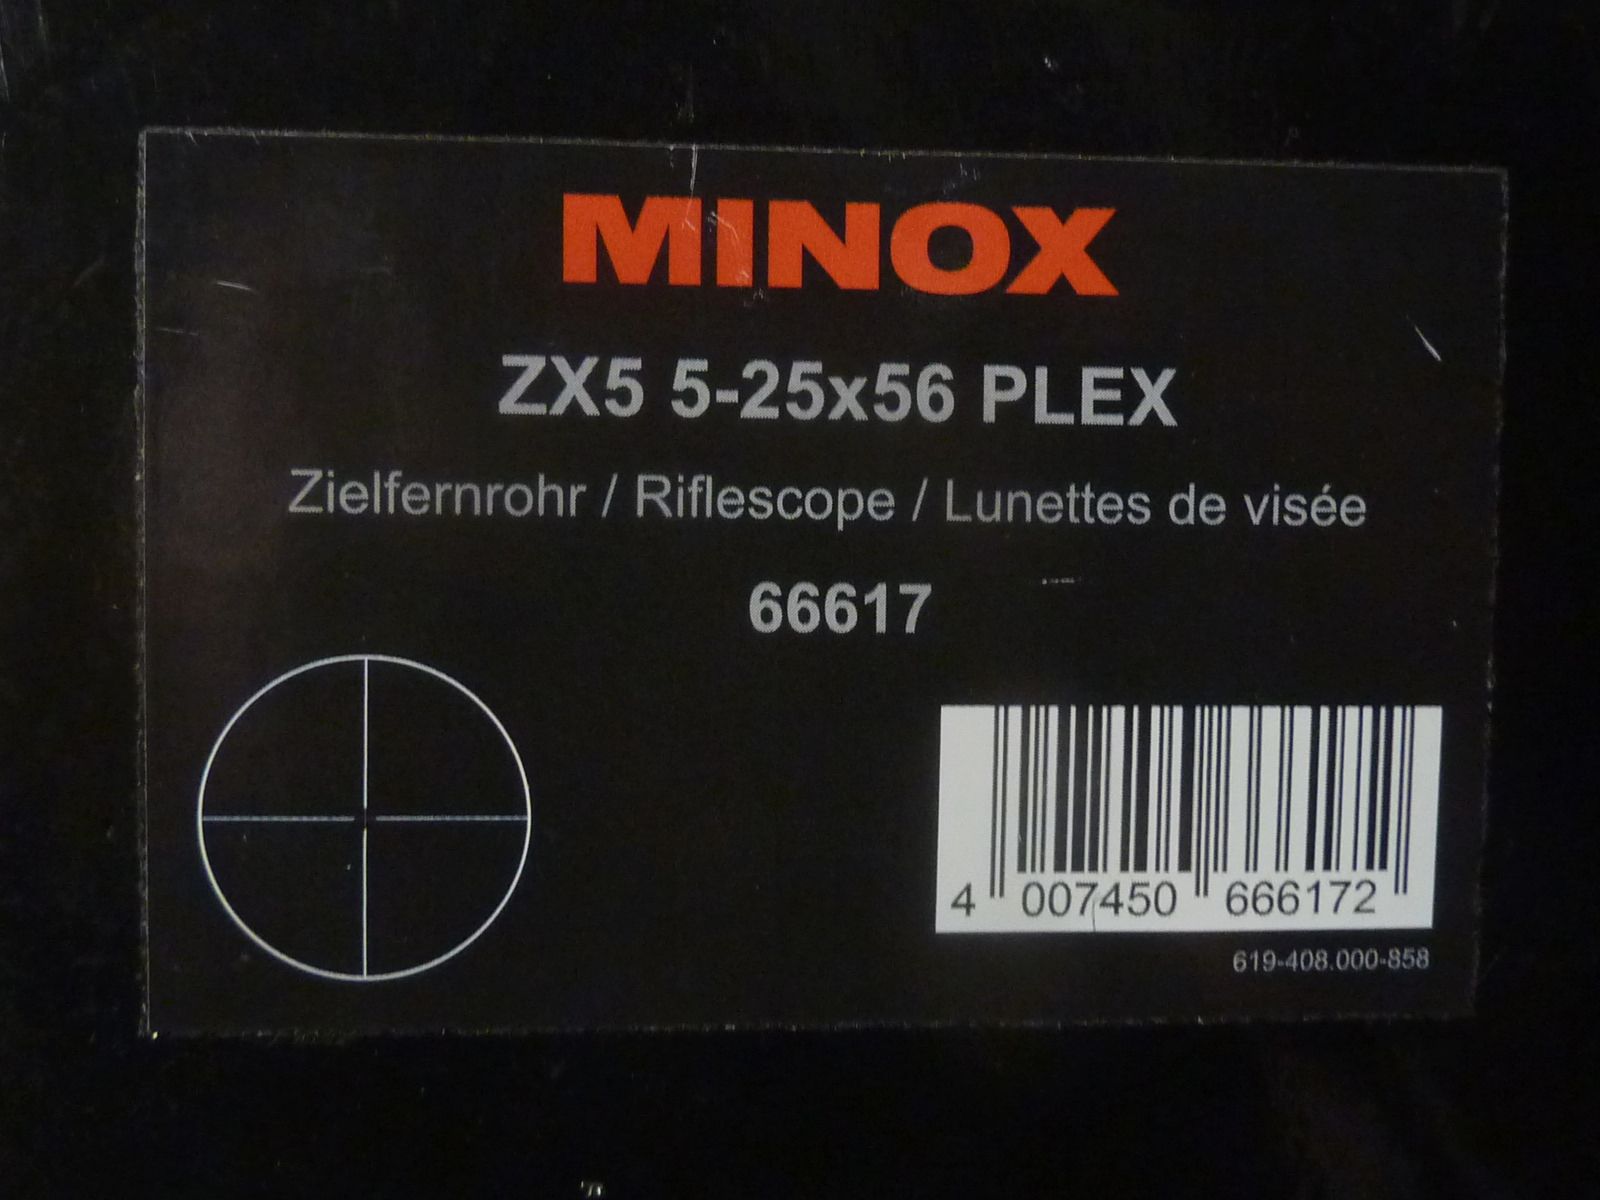 MINOX
ZX5 5-25x56 PLEX
Zielfernrohr / Riflescope / Lunettes de visée
66617
4 007450 666172
619-408.000-858